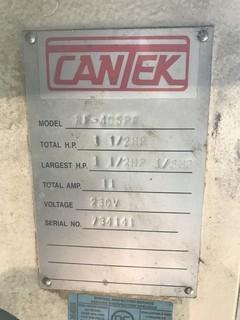 CANTEK
MODEL
TOTAL H.P. 1 1/2HP
LARGEST H.P. 1 1/2HP
TOTAL AMP. 11
VOLTAGE 230V
SERIAL NO. 734141